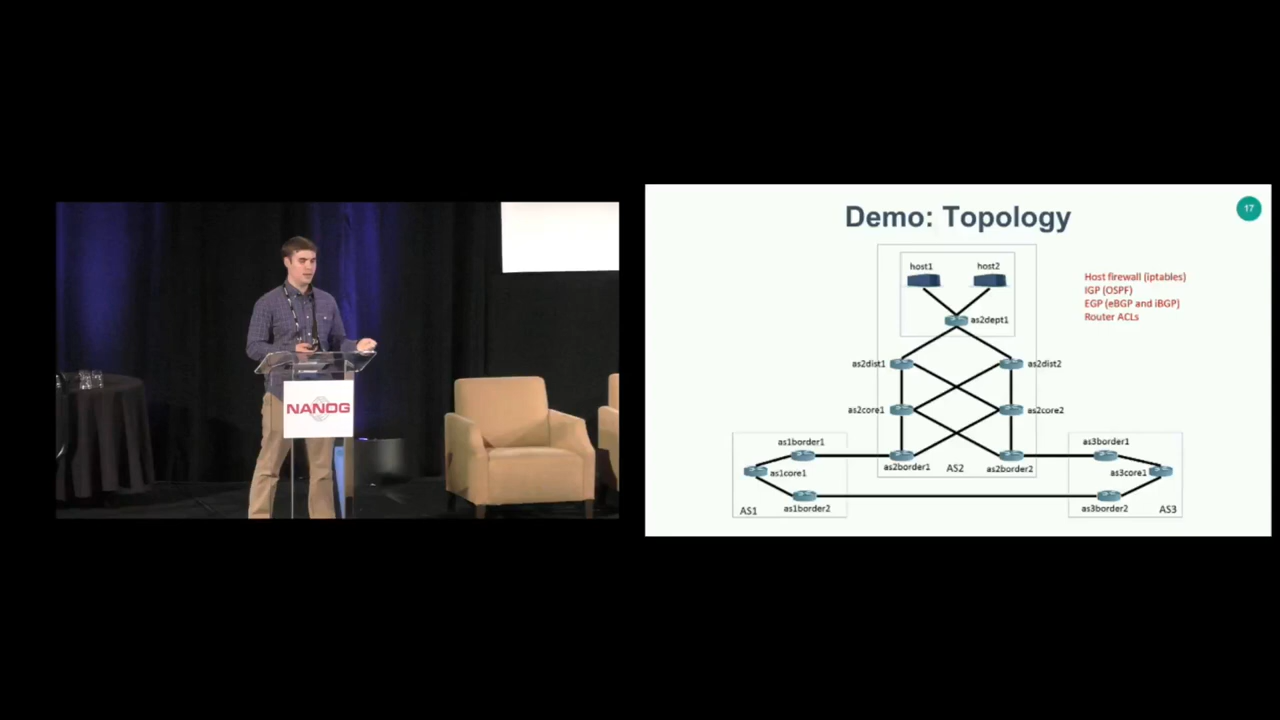 NANOG
Demo: Topology
17
host1
host2
Host firewall (iptables)
IGP (OSPF)
EGP (eBGP and iBGP)
Router ACLs
as2dept1
as2dist1
as2dist2
as2core1
as2core2
as1border1
as3border1
as2border1
AS2
as2border2
as1core1
as3core1
AS1
as1border2
as3border2
AS3